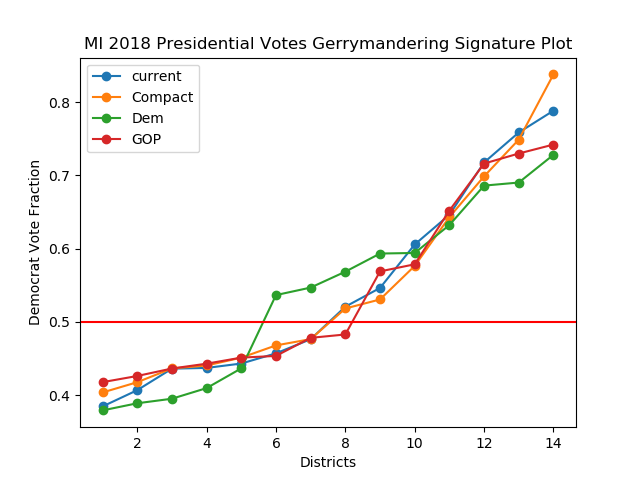 MI 2018 Presidential Votes Gerrymandering Signature Plot
current
Compact
Dem
GOP
0.8
0.7
0.6
0.5
0.4
Democrat Vote Fraction
2 4 6 8 10 12 14
Districts